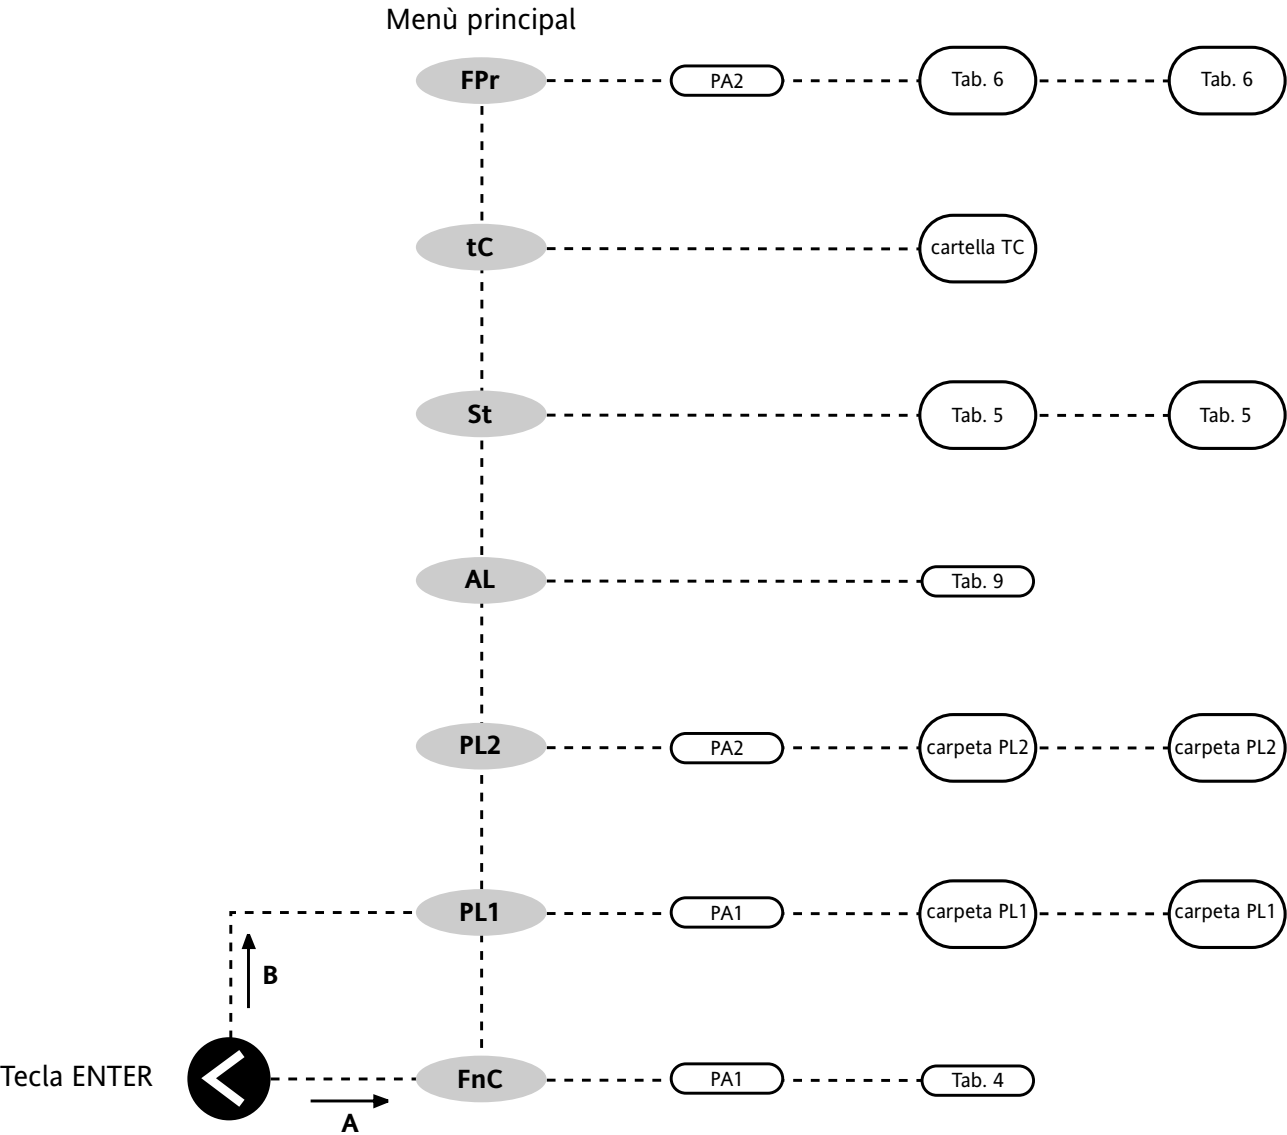 Menù principal
FPr PA2 Tab. 6 Tab. 6
tC cartella TC
St Tab. 5 Tab. 5
AL Tab. 9
PL2 PA2 carpeta PL2 carpeta PL2
PL1 PA1 carpeta PL1 carpeta PL1
B
Tecla ENTER FnC PA1 Tab. 4
A